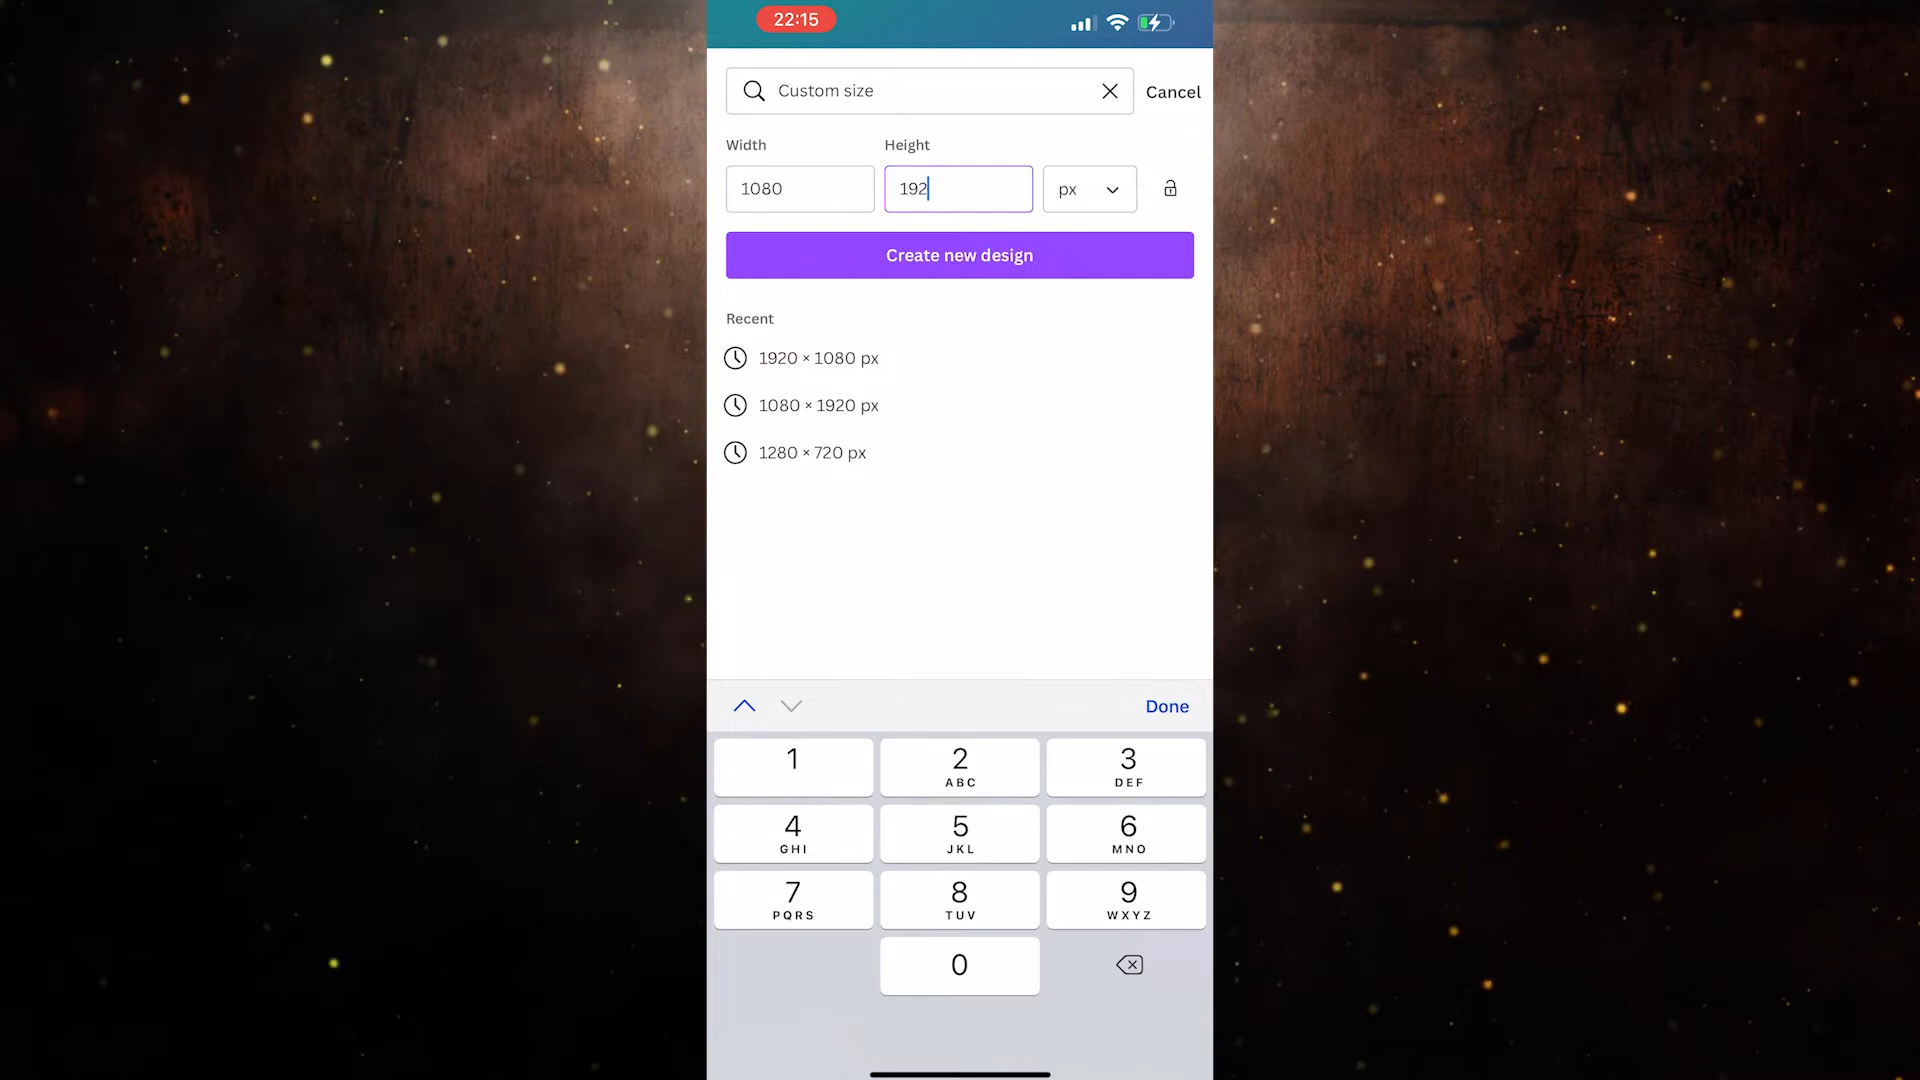 22:15
Custom size
Cancel
Width Height
1080 192 px
Create new design
Recent
1920 × 1080 px
1080 × 1920 px
1280 × 720 px
Done
1 2 3
ABC DEF
4 5 6
GHI JKL MNO
7 8 9
PQRS TUV WXYZ
0